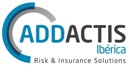 ADDACTIS
Ibérica
Risk & Insurance Solutions